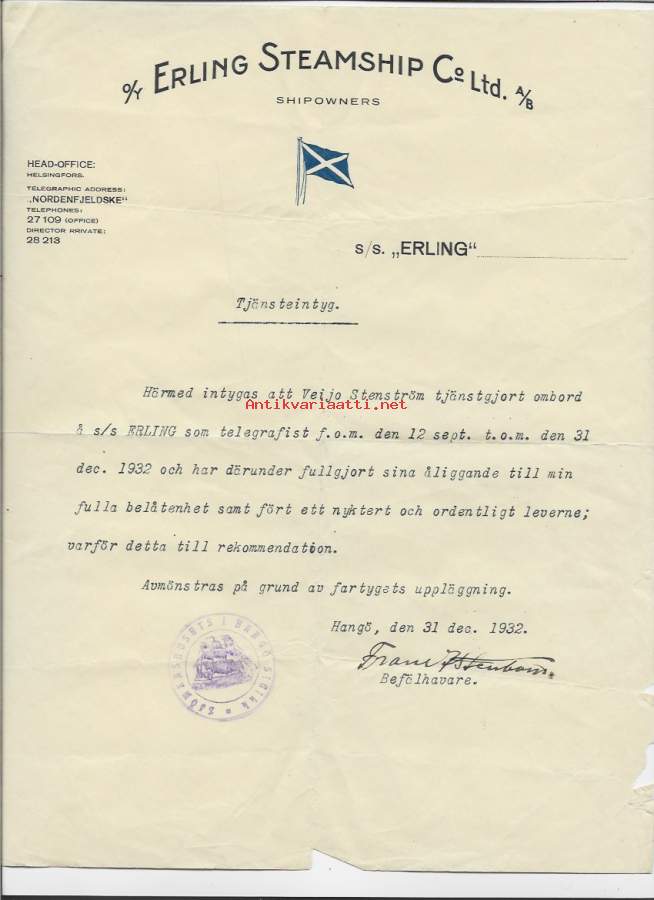 O/Y ERLING STEAMSHIP Co Ltd. A/B
SHIPOWNERS
HEAD-OFFICE:
HELSINGFORS.
TELEGRAPHIC ADDRESS:
„NORDENFJELDSKE"
TELEPHONES:
27 109 (OFFICE)
DIRECTOR PRIVATE:
28 213
s/s. „ERLING"
Tjänsteintyg.
Härmed intygas att Veijo Stenström tjänstgjort ombord
Antikvariaatti.net
å s/s ERLING som telegrafist f.o.m. den 12 sept. t.o.m. den 31
dec. 1932 och har därunder fullgjort sina åliggande till min
fulla belåtenhet samt fört ett nyktert och ordentligt leverne;
varför detta till rekommendation.
Avmönstras på grund av fartygets uppläggning.
Hangö, den 31 dec. 1932.
Befälhavare.
SJÖMANSHUSETS I HANGÖ SIGILL